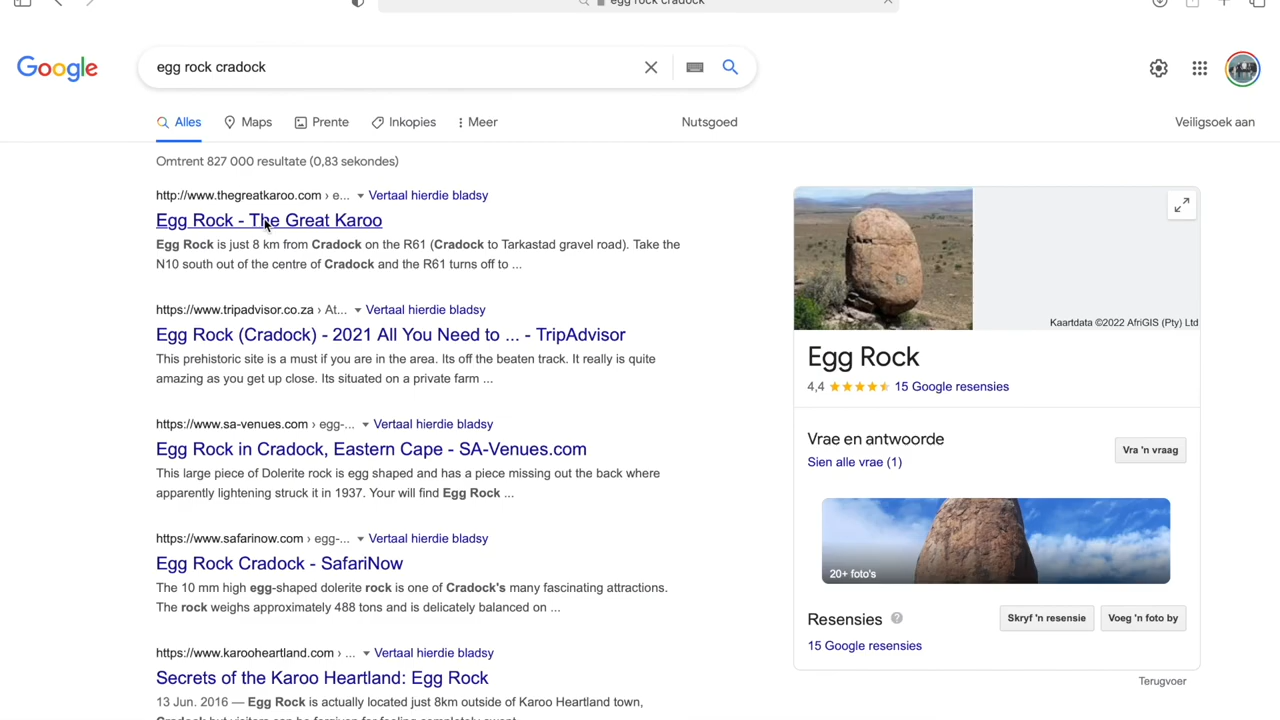 egg rock cradock
Google
egg rock cradock
Alles Maps Prente Inkopies Meer Nutsgoed Veiligsoek aan
Omtrent 827 000 resultate (0,83 sekondes)
http://www.thegreatkaroo.com › e... Vertaal hierdie bladsy
Egg Rock - The Great Karoo
Egg Rock is just 8 km from Cradock on the R61 (Cradock to Tarkastad gravel road). Take the
N10 south out of the centre of Cradock and the R61 turns off to ...
https://www.tripadvisor.co.za › At... Vertaal hierdie bladsy
Egg Rock (Cradock) - 2021 All You Need to ... - TripAdvisor
This prehistoric site is a must if you are in the area. Its off the beaten track. It really is quite
amazing as you get up close. Its situated on a private farm ...
https://www.sa-venues.com › egg-... Vertaal hierdie bladsy
Egg Rock in Cradock, Eastern Cape - SA-Venues.com
This large piece of Dolerite rock is egg shaped and has a piece missing out the back where
apparently lightening struck it in 1937. Your will find Egg Rock ...
https://www.safarinow.com › egg-... Vertaal hierdie bladsy
Egg Rock Cradock - SafariNow
The 10 mm high egg-shaped dolerite rock is one of Cradock's many fascinating attractions.
The rock weighs approximately 488 tons and is delicately balanced on ...
https://www.karooheartland.com › ... Vertaal hierdie bladsy
Secrets of the Karoo Heartland: Egg Rock
13 Jun. 2016 — Egg Rock is actually located just 8km outside of Karoo Heartland town,
Kaartdata ©2022 AfriGIS (Pty) Ltd
Egg Rock
4,4 15 Google resensies
Vrae en antwoorde
Sien alle vrae (1)
Vra 'n vraag
20+ foto's
Resensies
Skryf 'n resensie Voeg 'n foto by
15 Google resensies
Terugvoer